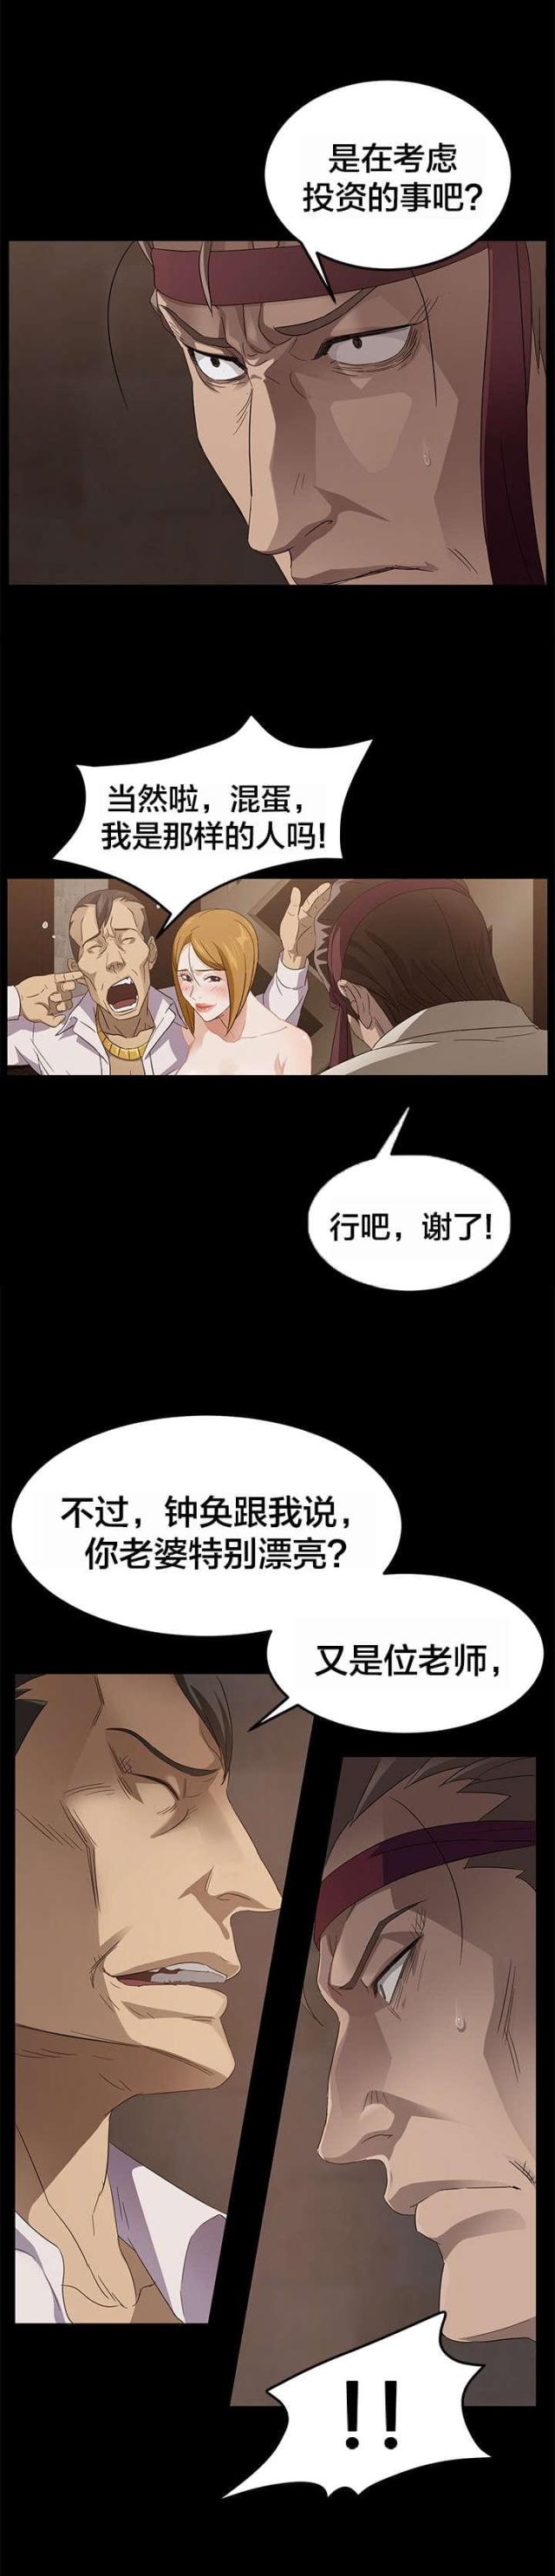 是在考虑
投资的事吧?
当然啦，混蛋，
我是那样的人吗!
行吧，谢了!
不过，钟奂跟我说，
你老婆特别漂亮?
又是位老师，
!!